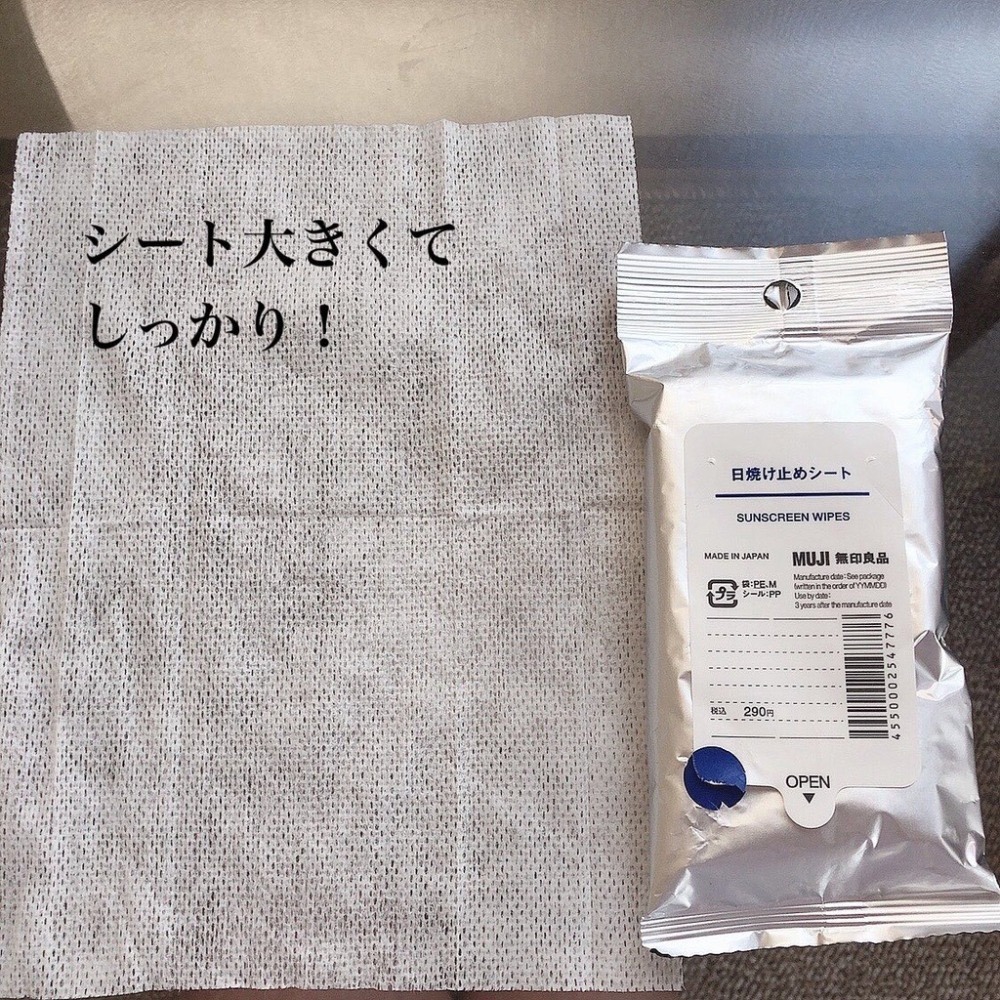 シート大きくて
しっかり！
日焼け止めシート
SUNSCREEN WIPES
MADE IN JAPAN
MUJI 無印良品
プラ
袋:PE.M
シール:PP
Manufacture date:See package
(written in the order of YYMMDD)
Use by date:
3 years after the manufacture date
4550002547776
税込 290円
OPEN